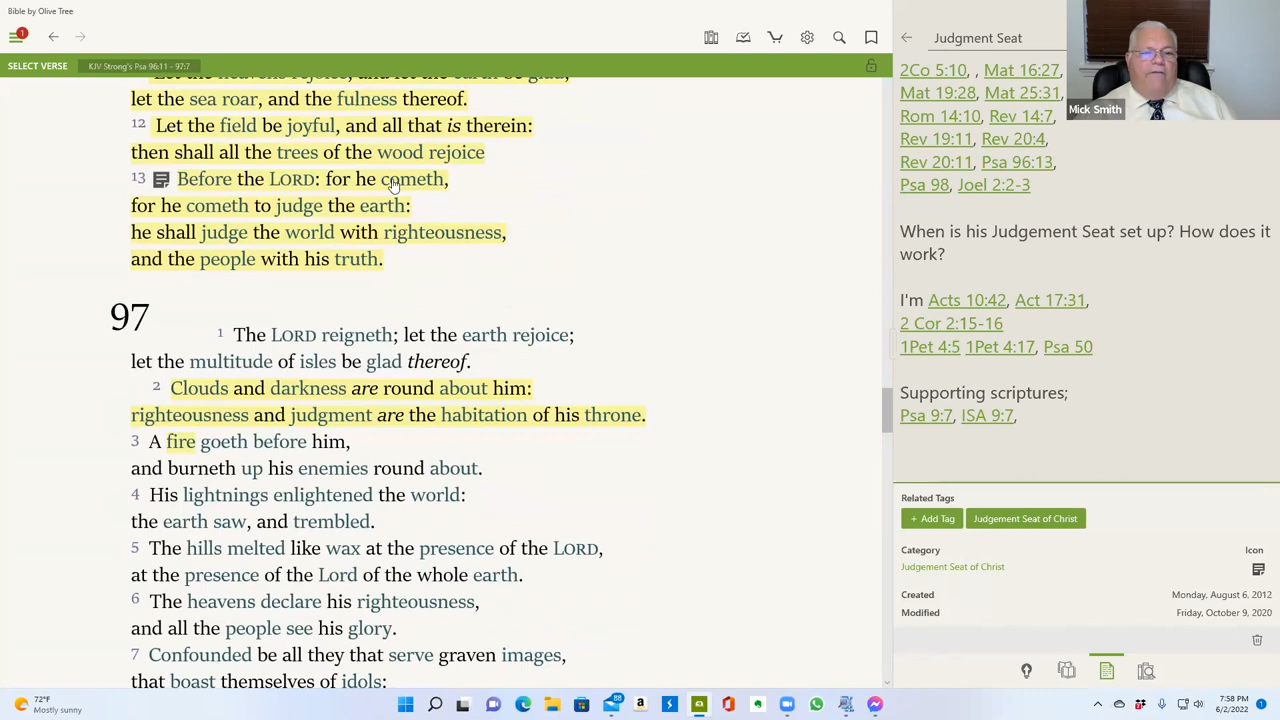 Bible by Olive Tree
1
SELECT VERSE
KJV Strong's Psa 96:11 - 97:7
Let the heavens rejoice, and let the earth be glad;
let the sea roar, and the fulness thereof.
12 Let the field be joyful, and all that is therein:
then shall all the trees of the wood rejoice
13 Before the LORD: for he cometh,
for he cometh to judge the earth:
he shall judge the world with righteousness,
and the people with his truth.
97
1 The LORD reigneth; let the earth rejoice;
let the multitude of isles be glad thereof.
2 Clouds and darkness are round about him:
righteousness and judgment are the habitation of his throne.
3 A fire goeth before him,
and burneth up his enemies round about.
4 His lightnings enlightened the world:
the earth saw, and trembled.
5 The hills melted like wax at the presence of the LORD,
at the presence of the Lord of the whole earth.
6 The heavens declare his righteousness,
and all the people see his glory.
7 Confounded be all they that serve graven images,
that boast themselves of idols:
Judgment Seat
2Co 5:10, , Mat 16:27,
Mat 19:28, Mat 25:31,
Rom 14:10, Rev 14:7,
Rev 19:11, Rev 20:4,
Rev 20:11, Psa 96:13,
Psa 98, Joel 2:2-3
When is his Judgement Seat set up? How does it
work?
I'm Acts 10:42, Act 17:31,
2 Cor 2:15-16
1Pet 4:5 1Pet 4:17, Psa 50
Supporting scriptures;
Psa 9:7, ISA 9:7,
Related Tags
+ Add Tag
Judgement Seat of Christ
Category
Icon
Judgement Seat of Christ
Created
Monday, August 6, 2012
Modified
Friday, October 9, 2020
Mick Smith
72°F
Mostly sunny
88
a
7:58 PM
6/2/2022
1